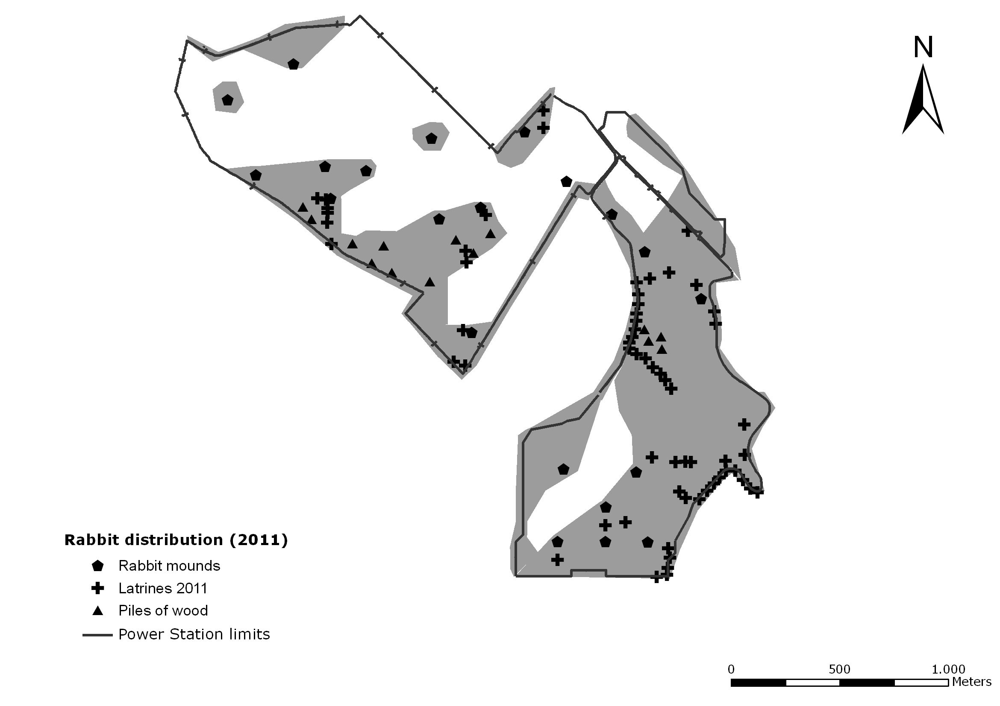 N
Rabbit distribution (2011)
Rabbit mounds
Latrines 2011
Piles of wood
Power Station limits
0 500 1.000
Meters